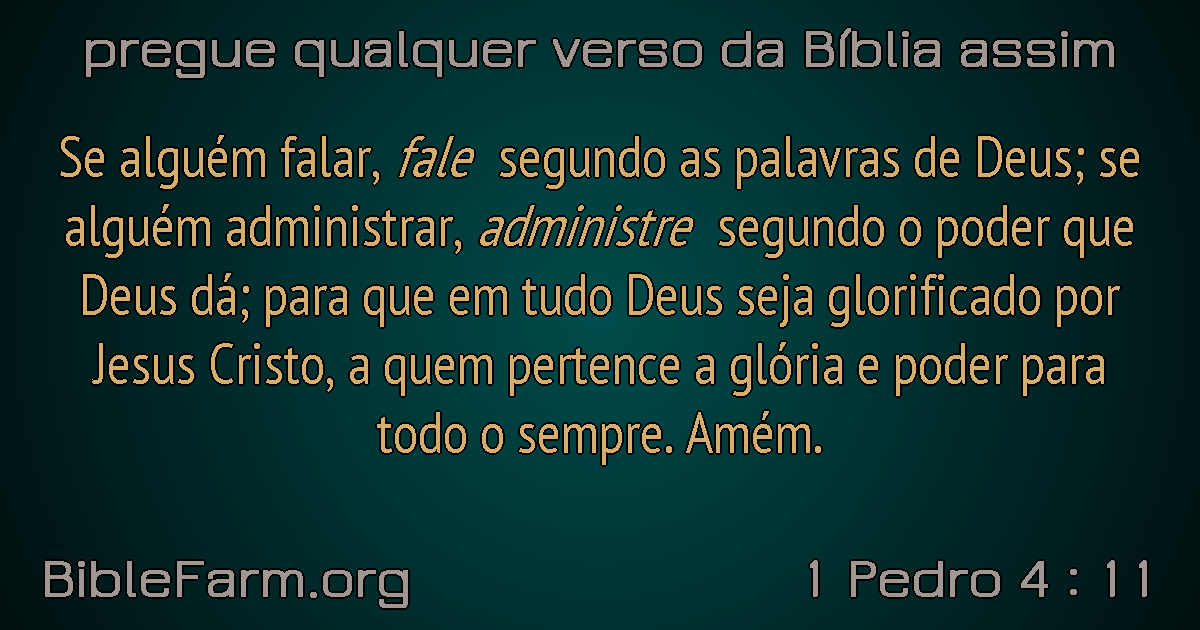 pregue qualquer verso da Bíblia assim
Se alguém falar, fale segundo as palavras de Deus; se
alguém administrar, administre segundo o poder que
Deus dá; para que em tudo Deus seja glorificado por
Jesus Cristo, a quem pertence a glória e poder para
todo o sempre. Amém.
BibleFarm.org
1 Pedro 4 : 11